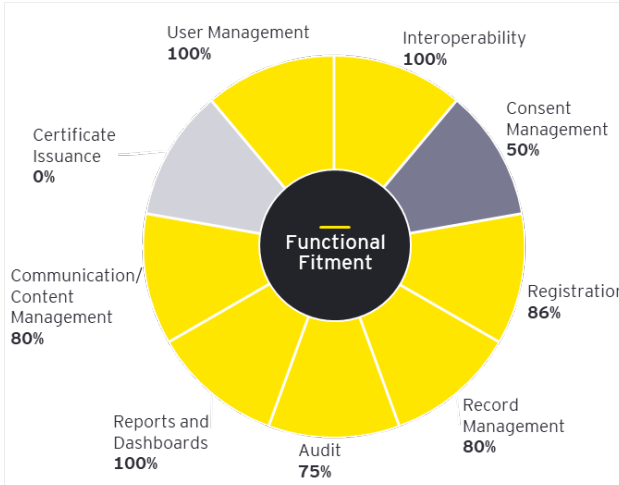 User Management
100%
Interoperability
100%
Consent
Management
50%
Registration
86%
Record
Management
80%
Audit
75%
Reports and
Dashboards
100%
Communication/
Content
Management
80%
Certificate
Issuance
0%
Functional
Fitment